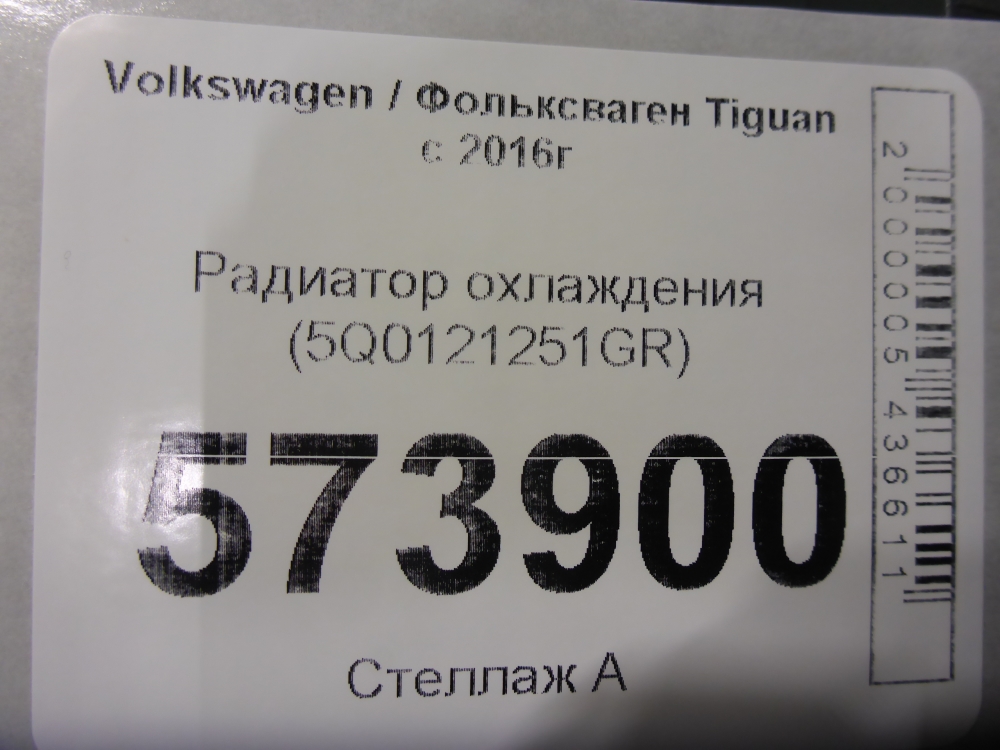 Volkswagen / Фольксваген Tiguan
с 2016г
Радиатор охлаждения
(5Q0121251GR)
573900
Стеллаж А
2000005436611